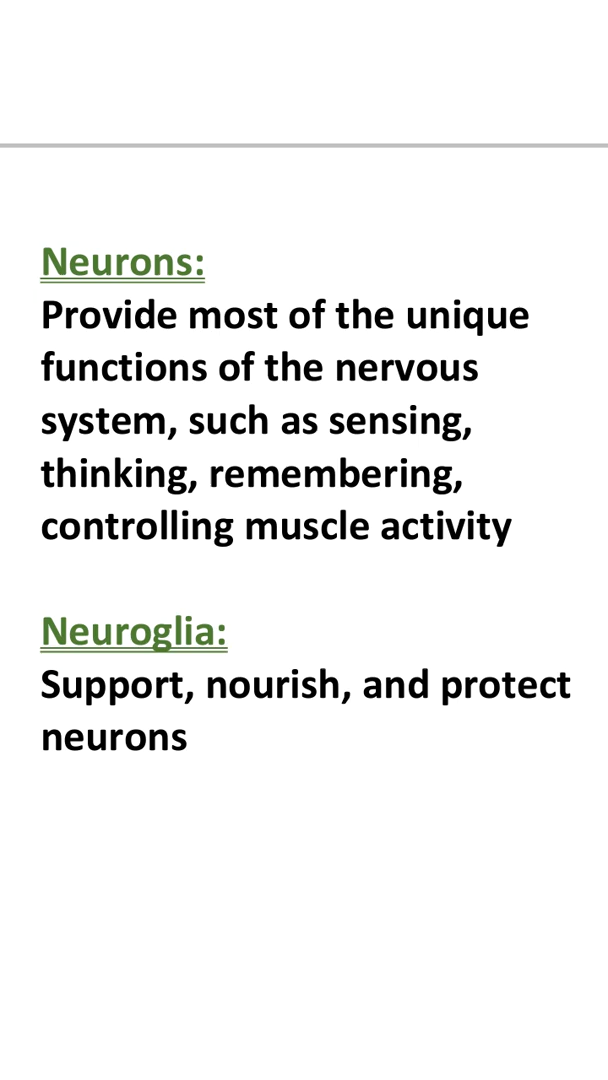 Neurons:
Provide most of the unique
functions of the nervous
system, such as sensing,
thinking, remembering,
controlling muscle activity
Neuroglia:
Support, nourish, and protect
neurons